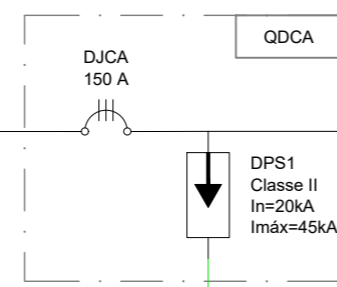 QDCA
DJCA
150 A
DPS1
Classe II
In=20kA
Imáx=45kA